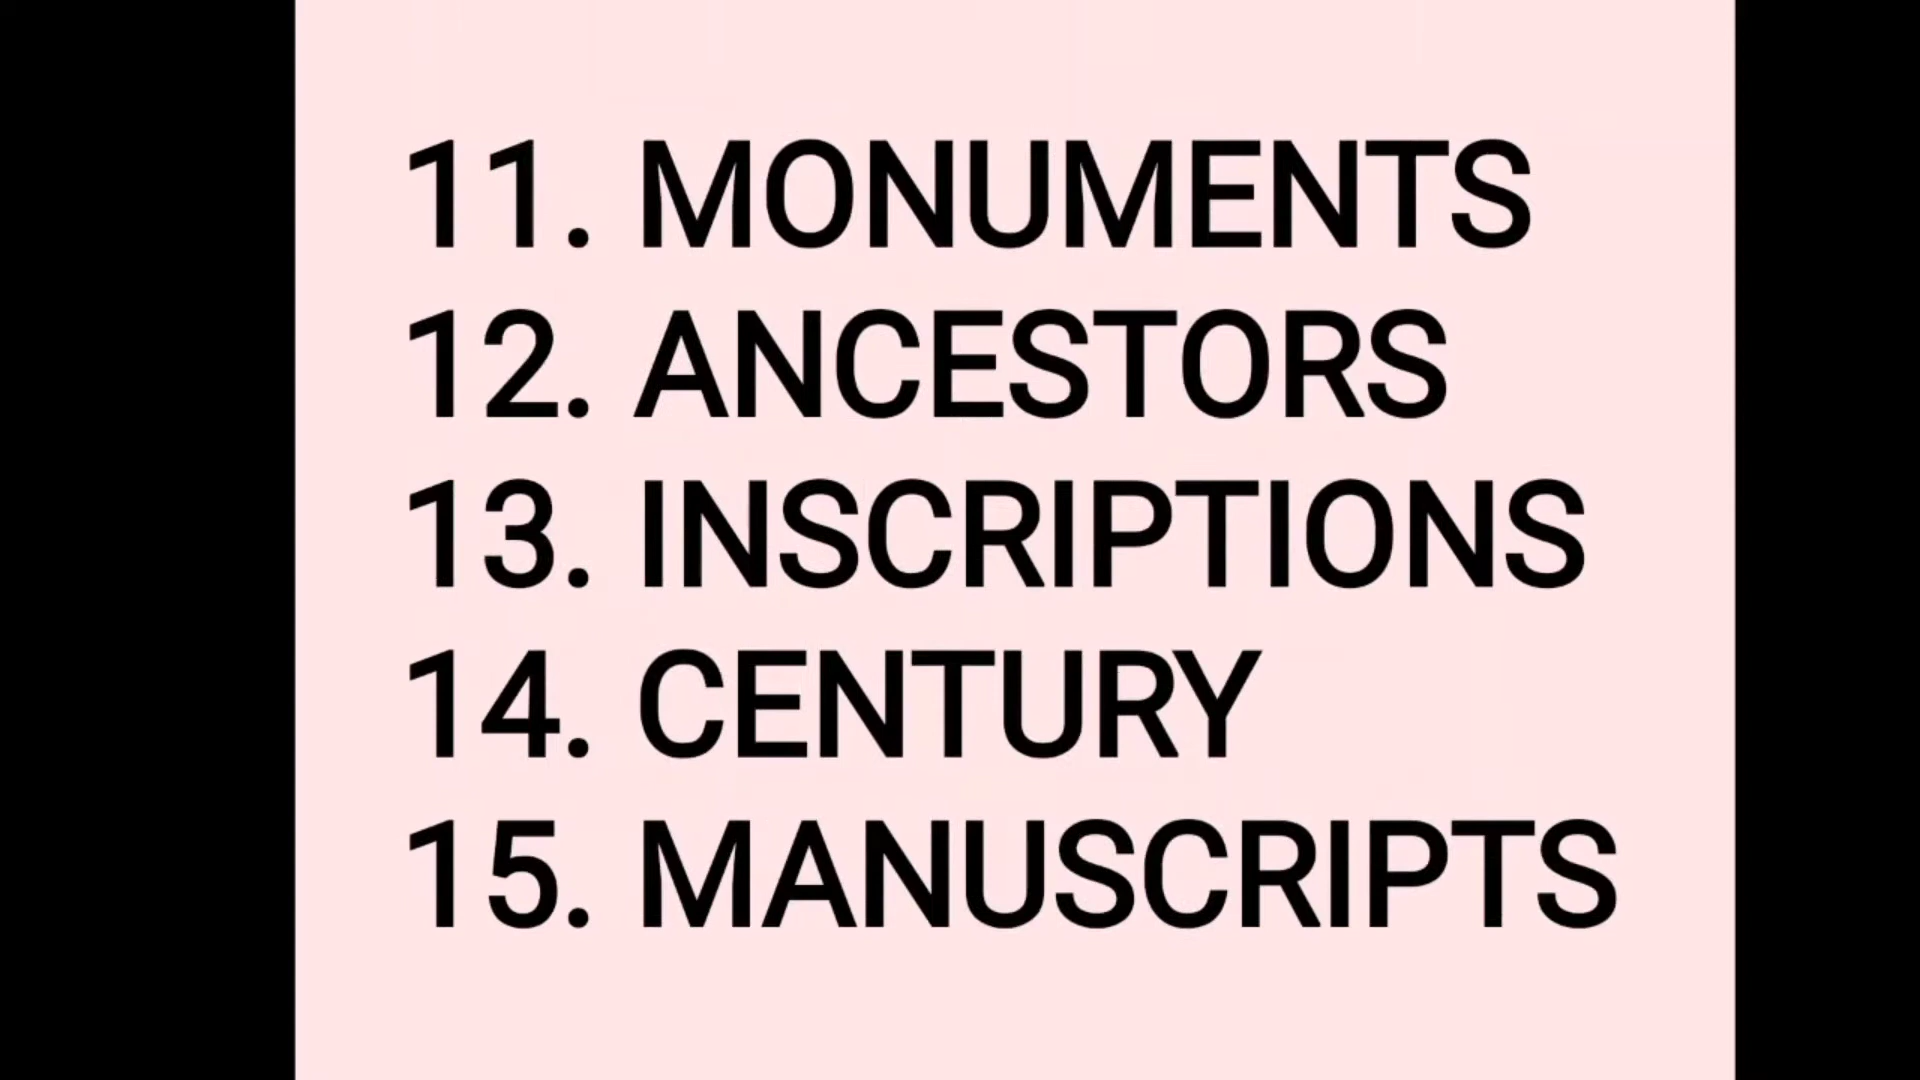 11. MONUMENTS
12. ANCESTORS
13. INSCRIPTIONS
14. CENTURY
15. MANUSCRIPTS